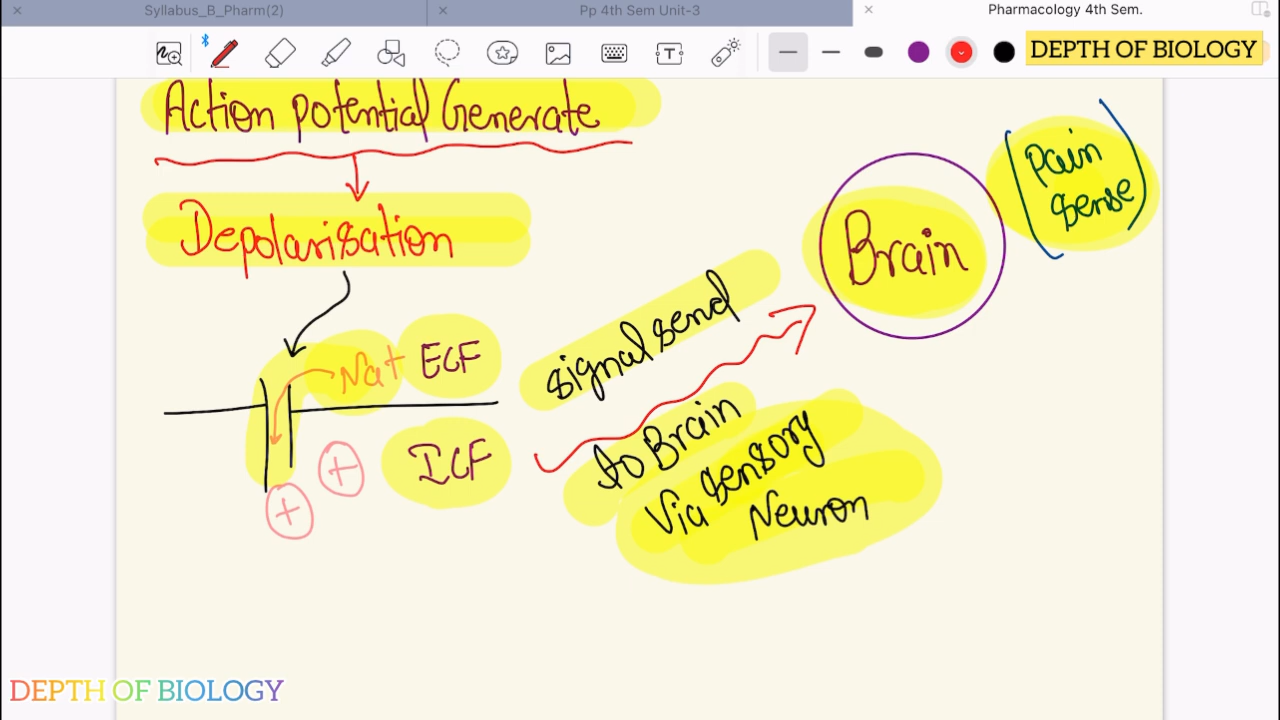 Syllabus_B_Pharm(2)
Pp 4th Sem Unit-3
Pharmacology 4th Sem.
DEPTH OF BIOLOGY
Action potential Generate
Depolarisation
Na+ ECF
+ ICF
+
signal send
to Brain
Via sensory
Neuron
Brain
(Pain
sense)
DEPTH OF BIOLOGY